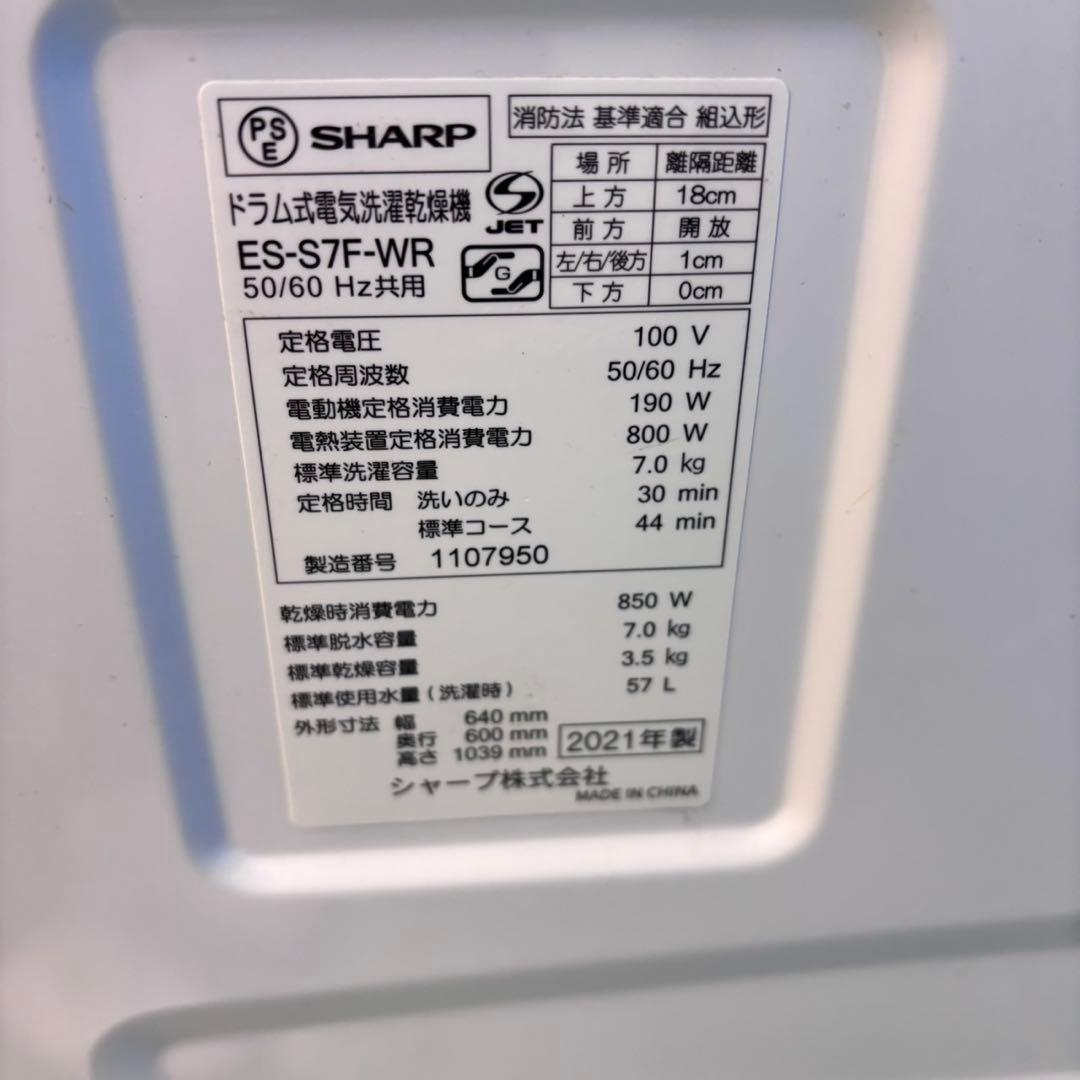 PSE SHARP
ドラム式電気洗濯乾燥機
ES-S7F-WR
50/60 Hz共用
JET
G
消防法 基準適合 組込形
場所 離隔距離
上方 18cm
前方 開放
左/右/後方 1cm
下方 0cm
定格電圧 100 V
定格周波数 50/60 Hz
電動機定格消費電力 190 W
電熱装置定格消費電力 800 W
標準洗濯容量 7.0 kg
定格時間 洗いのみ 30 min
標準コース 44 min
製造番号 1107950
乾燥時消費電力 850 W
標準脱水容量 7.0 kg
標準乾燥容量 3.5 kg
標準使用水量(洗濯時) 57 L
外形寸法 幅 640 mm
奥行 600 mm
高さ 1039 mm
2021年製
シャープ株式会社
MADE IN CHINA